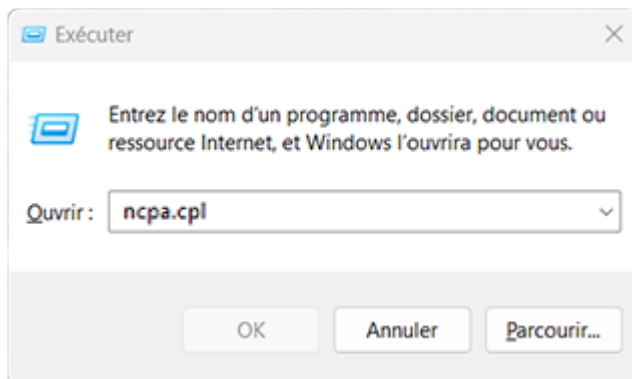 Exécuter
Entrez le nom d'un programme, dossier, document ou
ressource Internet, et Windows l'ouvrira pour vous.
Ouvrir : ncpa.cpl
OK Annuler Parcourir...